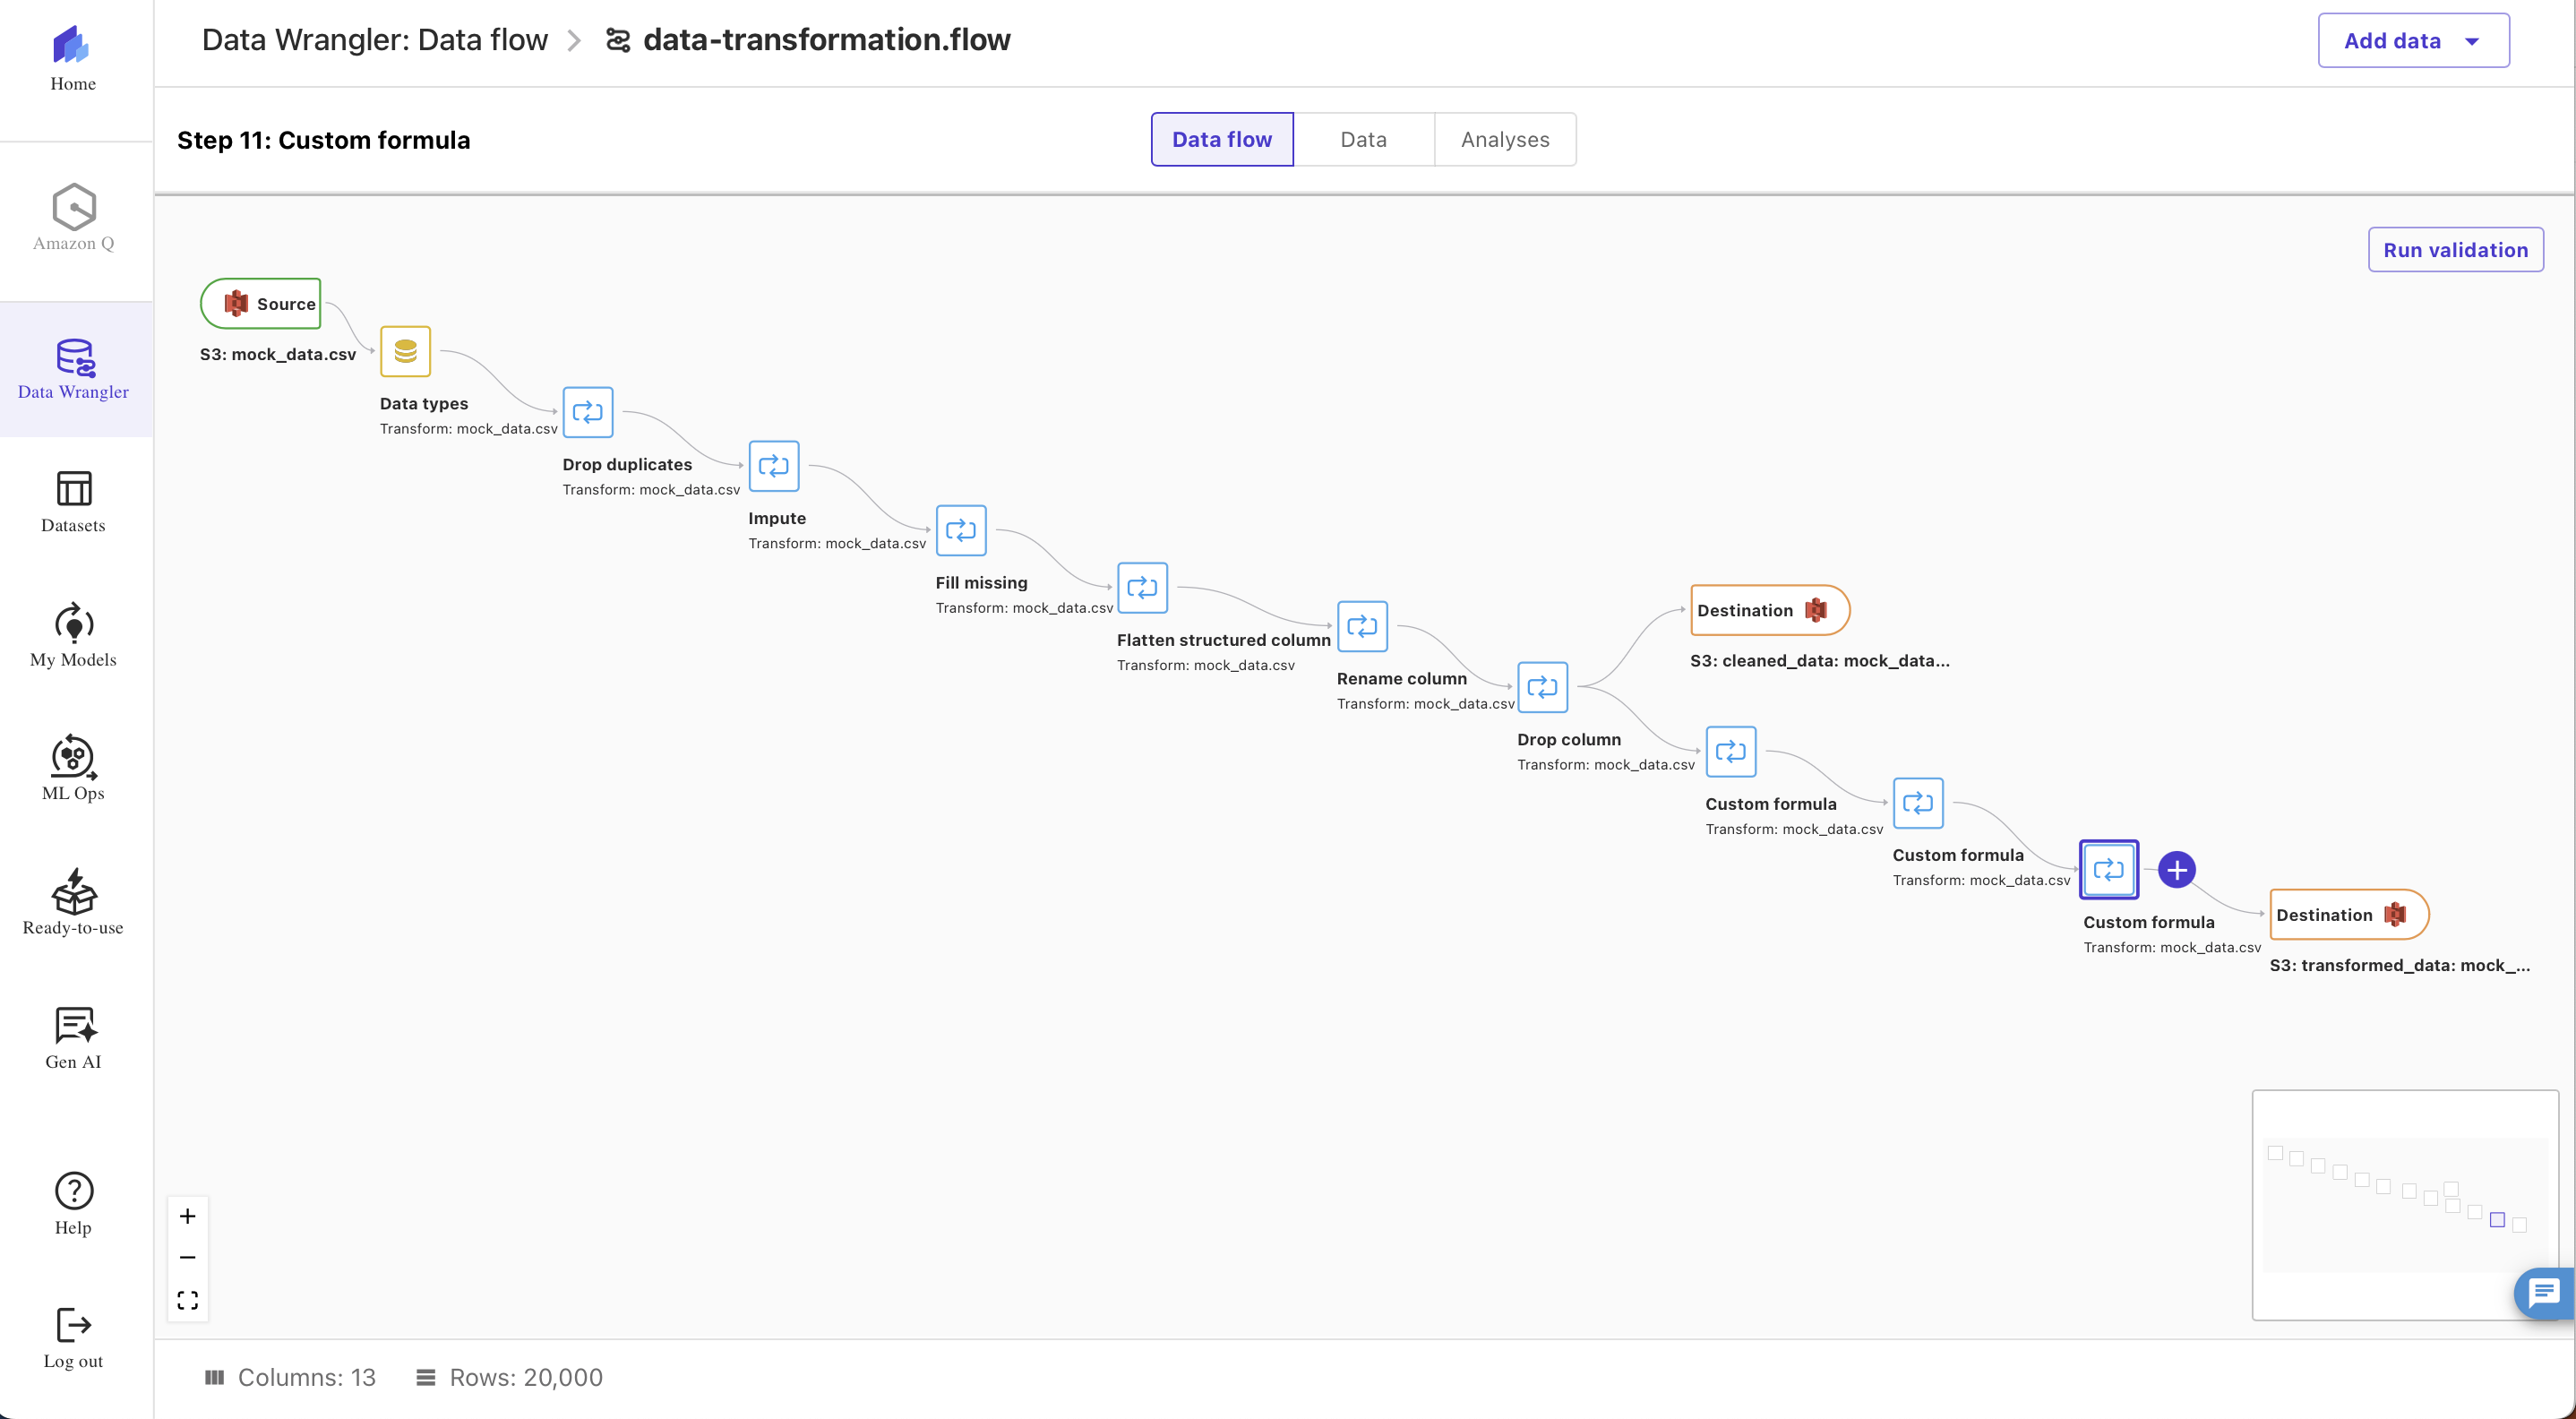 Home
Amazon Q
Data Wrangler
Datasets
My Models
ML Ops
Ready-to-use
Gen AI
Help
Log out
Data Wrangler: Data flow
data-transformation.flow
Add data
Step 11: Custom formula
Data flow
Data
Analyses
Run validation
Source
S3: mock_data.csv
Data types
Transform: mock_data.csv
Drop duplicates
Transform: mock_data.csv
Impute
Transform: mock_data.csv
Fill missing
Transform: mock_data.csv
Flatten structured column
Transform: mock_data.csv
Rename column
Transform: mock_data.csv
Drop column
Transform: mock_data.csv
Destination
S3: cleaned_data: mock_data...
Custom formula
Transform: mock_data.csv
Custom formula
Transform: mock_data.csv
Custom formula
Transform: mock_data.csv
Destination
S3: transformed_data: mock_...
Columns: 13
Rows: 20,000